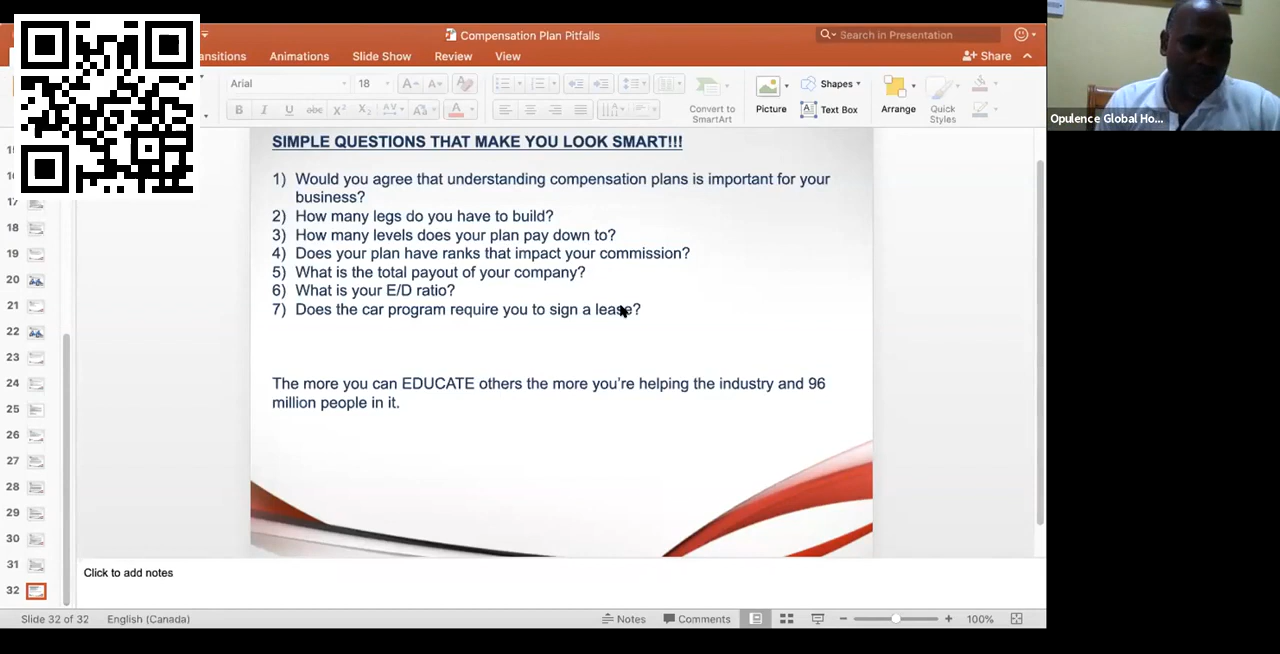 Compensation Plan Pitfalls
Search in Presentation
ansitions Animations Slide Show Review View
Share
Arial 18
Convert to SmartArt
Picture
Shapes
Text Box
Arrange
Quick Styles
Opulence Global Ho...
SIMPLE QUESTIONS THAT MAKE YOU LOOK SMART!!!
1) Would you agree that understanding compensation plans is important for your
business?
2) How many legs do you have to build?
3) How many levels does your plan pay down to?
4) Does your plan have ranks that impact your commission?
5) What is the total payout of your company?
6) What is your E/D ratio?
7) Does the car program require you to sign a lease?
The more you can EDUCATE others the more you're helping the industry and 96
million people in it.
17
18
19
20
21
22
23
24
25
26
27
28
29
30
31
32
Click to add notes
Slide 32 of 32 English (Canada) Notes Comments 100%